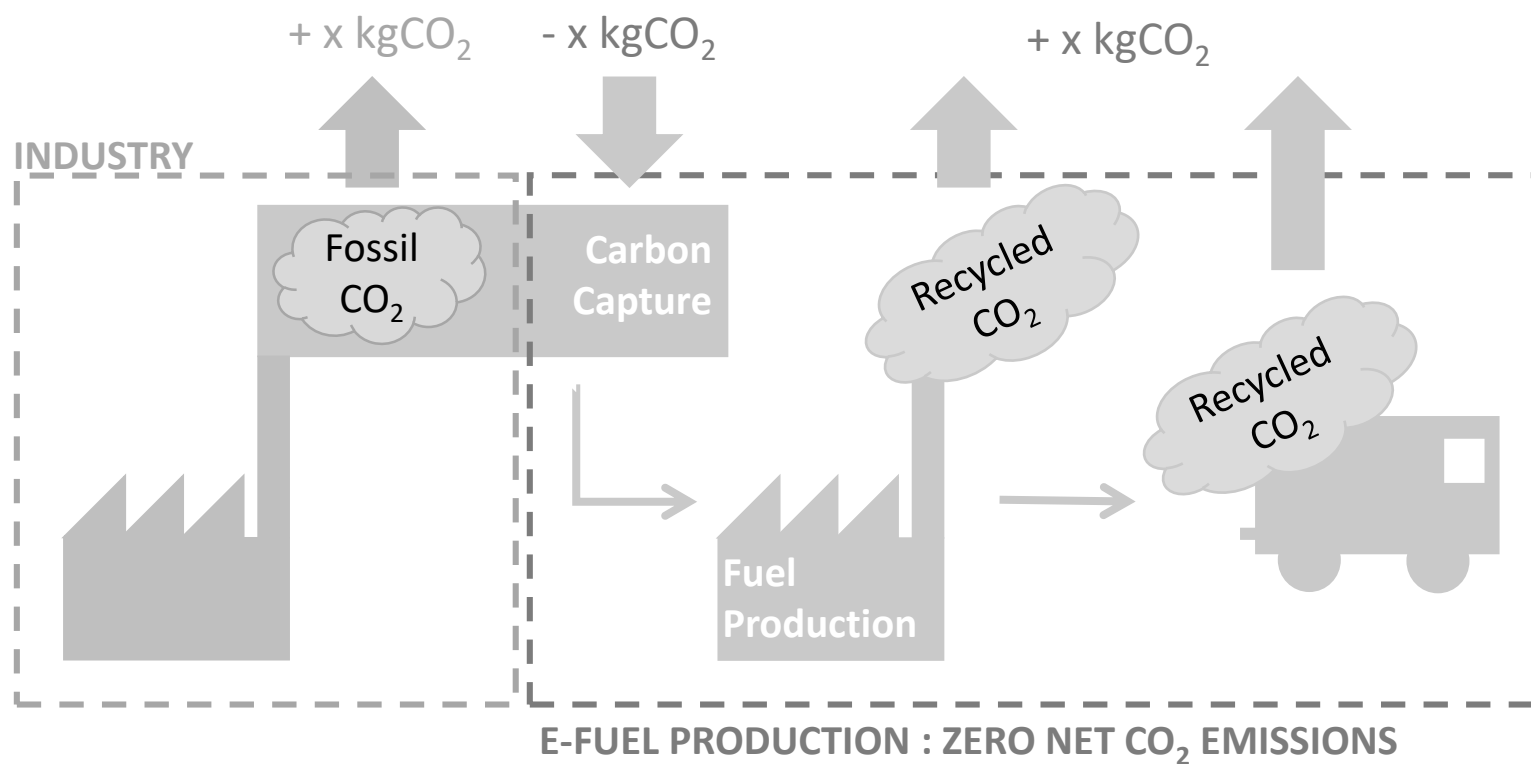 + x kgCO₂
- x kgCO₂
+ x kgCO₂
INDUSTRY
Fossil
CO₂
Carbon
Capture
Recycled
CO₂
Recycled
CO₂
Fuel
Production
E-FUEL PRODUCTION : ZERO NET CO₂ EMISSIONS